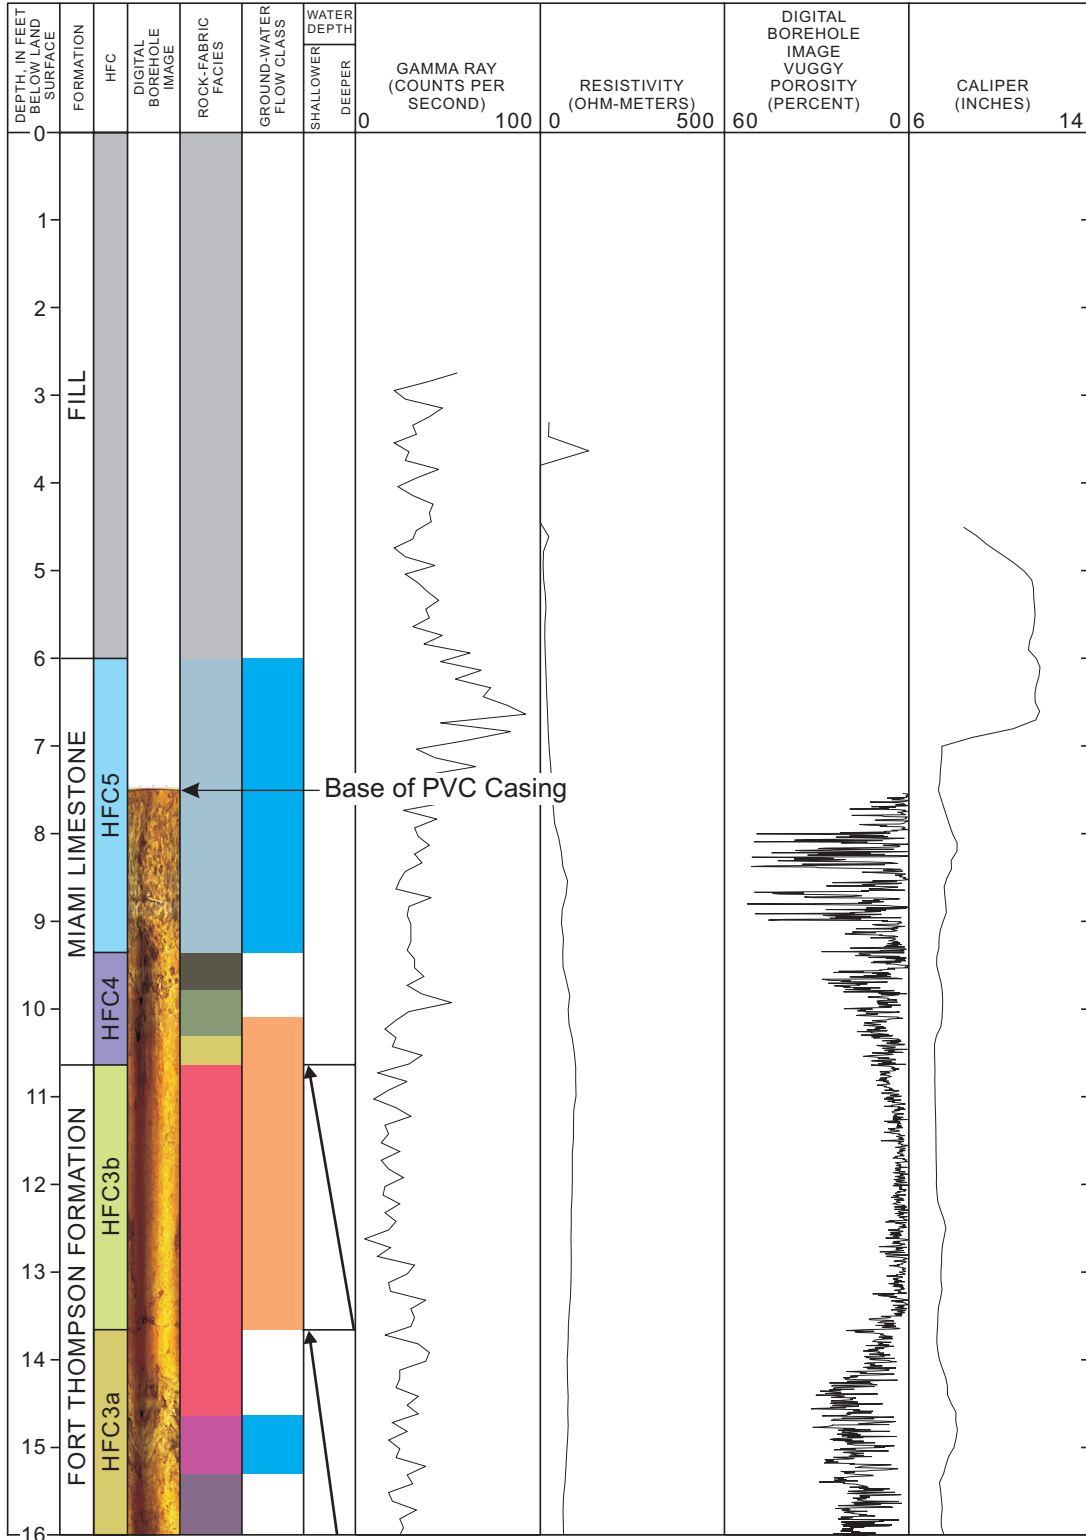 DEPTH, IN FEET
BELOW LAND
SURFACE
FORMATION
HFC
DIGITAL
BOREHOLE
IMAGE
ROCK-FABRIC
FACIES
GROUND-WATER
FLOW CLASS
WATER
DEPTH
SHALLOWER
DEEPER
GAMMA RAY
(COUNTS PER
SECOND)
0 100
RESISTIVITY
(OHM-METERS)
0 500
DIGITAL
BOREHOLE
IMAGE
VUGGY
POROSITY
(PERCENT)
60 0
CALIPER
(INCHES)
6 14
0
1
2
3
4
5
6
7
8
9
10
11
12
13
14
15
16
FILL
MIAMI LIMESTONE
FORT THOMPSON FORMATION
HFC5
HFC4
HFC3b
HFC3a
Base of PVC Casing